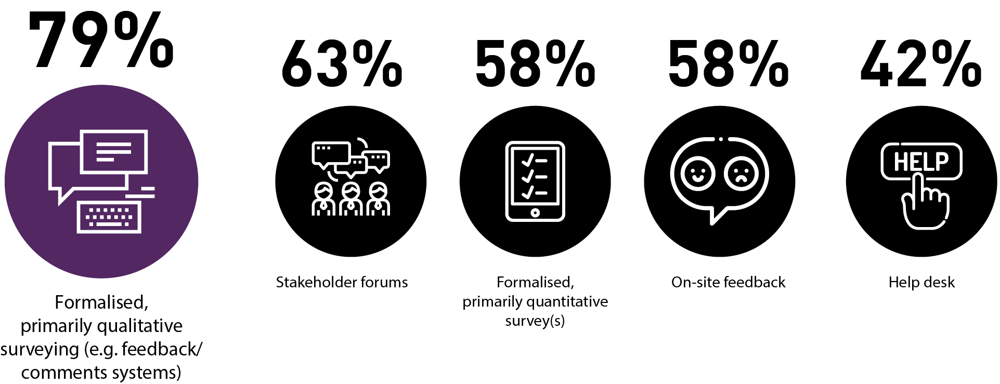 79%
63%
58%
58%
42%
HELP
Stakeholder forums
Formalised,
primarily quantitative
survey(s)
On-site feedback
Help desk
Formalised,
primarily qualitative
surveying (e.g. feedback/
comments systems)